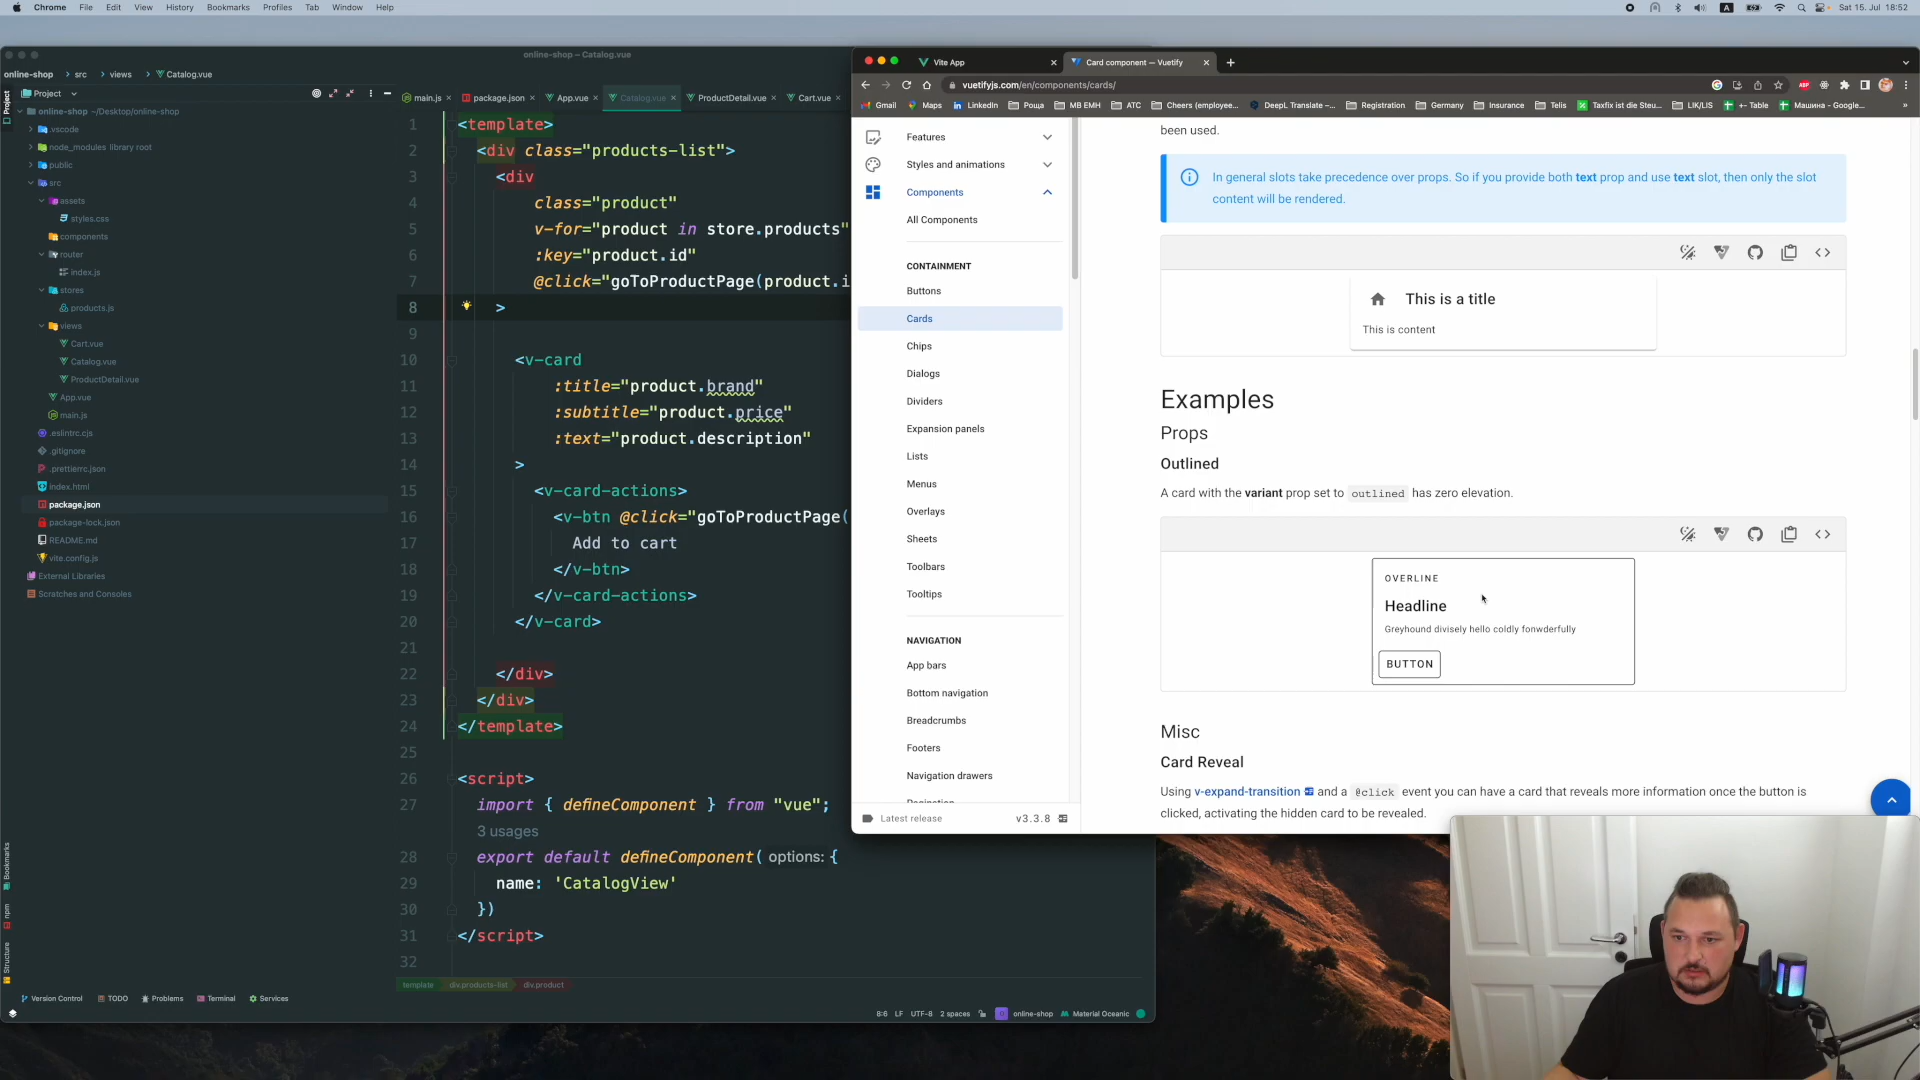 Chrome File Edit View History Bookmarks Profiles Tab Window Help
A
Sat 15. Jul 18:52
online-shop – Catalog.vue
online-shop src views Catalog.vue
Project
main.js package.json App.vue Catalog.vue ProductDetail.vue Cart.vue
online-shop ~/Desktop/online-shop
.vscode
node_modules library root
public
src
assets
styles.css
components
router
index.js
stores
products.js
views
Cart.vue
Catalog.vue
ProductDetail.vue
App.vue
main.js
.eslintrc.cjs
.gitignore
.prettierrc.json
index.html
package.json
package-lock.json
README.md
vite.config.js
External Libraries
Scratches and Consoles
Project
Bookmarks
npm
Structure
1 <template>
2 <div class="products-list">
3 <div
4 class="product"
5 v-for="product in store.products"
6 :key="product.id"
7 @click="goToProductPage(product.i
8 >
9
10 <v-card
11 :title="product.brand"
12 :subtitle="product.price"
13 :text="product.description"
14 >
15 <v-card-actions>
16 <v-btn @click="goToProductPage(
17 Add to cart
18 </v-btn>
19 </v-card-actions>
20 </v-card>
21
22 </div>
23 </div>
24 </template>
25
26 <script>
27 import { defineComponent } from "vue";
3 usages
28 export default defineComponent( options: {
29 name: 'CatalogView'
30 })
31 </script>
32
template div.products-list div.product
Version Control TODO Problems Terminal Services
8:6 LF UTF-8 2 spaces online-shop Material Oceanic
Vite App
Card component — Vuetify
vuetifyjs.com/en/components/cards/
Gmail Maps LinkedIn Роща MB EMH ATC Cheers (employee... DeepL Translate –... Registration Germany Insurance Telis Taxfix ist die Steu... LIK/LIS +- Table Машина - Google...
Features
Styles and animations
Components
All Components
CONTAINMENT
Buttons
Cards
Chips
Dialogs
Dividers
Expansion panels
Lists
Menus
Overlays
Sheets
Toolbars
Tooltips
NAVIGATION
App bars
Bottom navigation
Breadcrumbs
Footers
Navigation drawers
Latest release v3.3.8
been used.
In general slots take precedence over props. So if you provide both text prop and use text slot, then only the slot
content will be rendered.
This is a title
This is content
Examples
Props
Outlined
A card with the variant prop set to outlined has zero elevation.
OVERLINE
Headline
Greyhound divisely hello coldly fonwderfully
BUTTON
Misc
Card Reveal
Using v-expand-transition and a @click event you can have a card that reveals more information once the button is
clicked, activating the hidden card to be revealed.